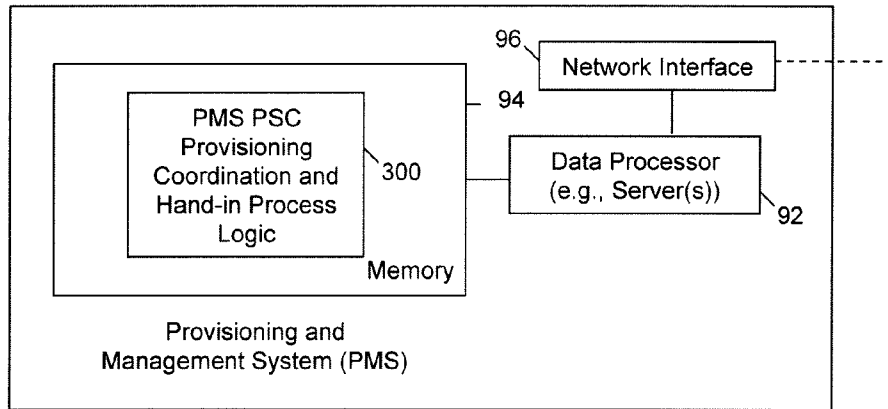 96
Network Interface
94
PMS PSC
Provisioning
Coordination and
Hand-in Process
Logic
300
Data Processor
(e.g., Server(s))
92
Memory
Provisioning and
Management System (PMS)